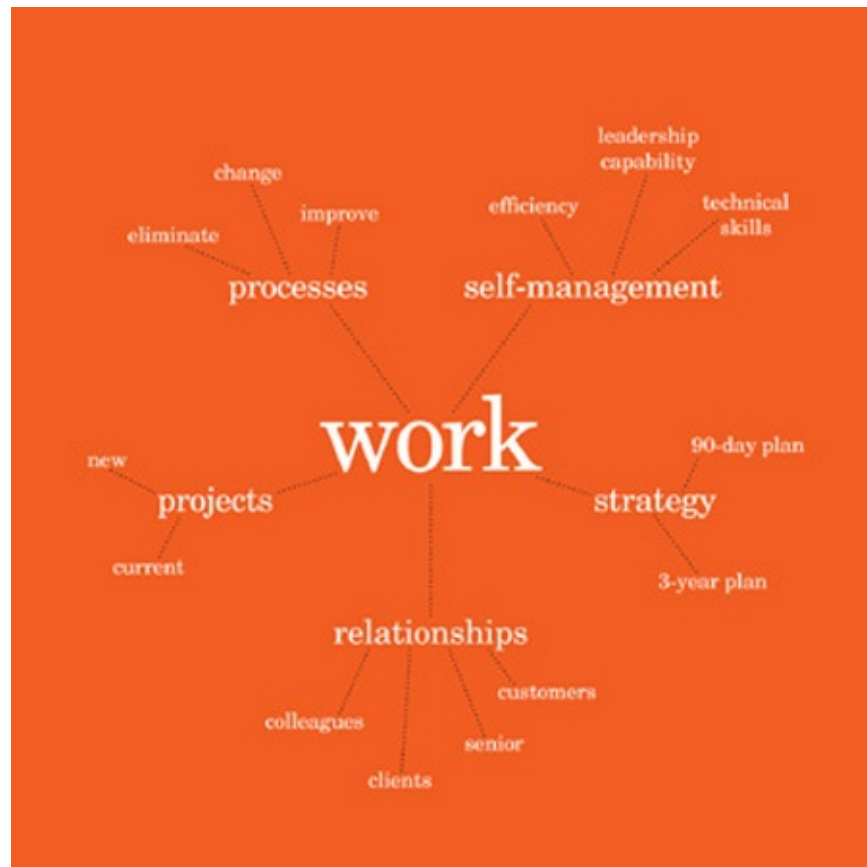 leadership
capability
change
technical
skills
improve
efficiency
eliminate
processes
self-management
work
90-day plan
new
projects
strategy
current
3-year plan
relationships
customers
colleagues
senior
clients